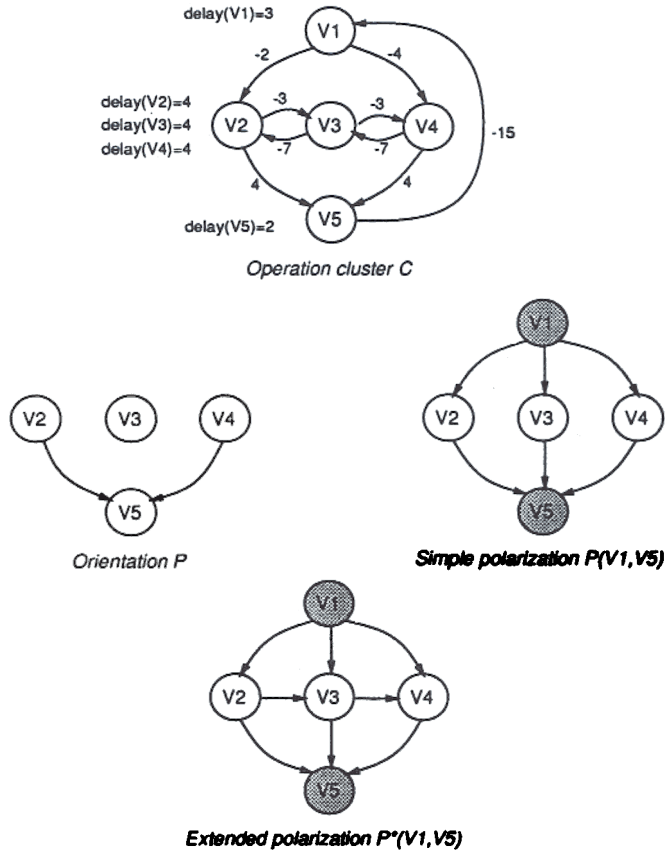 delay(V1)=3
V1
-2
-4
delay(V2)=4
delay(V3)=4
delay(V4)=4
V2
-3
V3
-3
V4
-7
-7
-15
4
4
delay(V5)=2
V5
Operation cluster C
V1
V2
V3
V4
V2
V3
V4
V5
V5
Orientation P
Simple polarization P(V1,V5)
V1
V2
V3
V4
V5
Extended polarization P*(V1,V5)